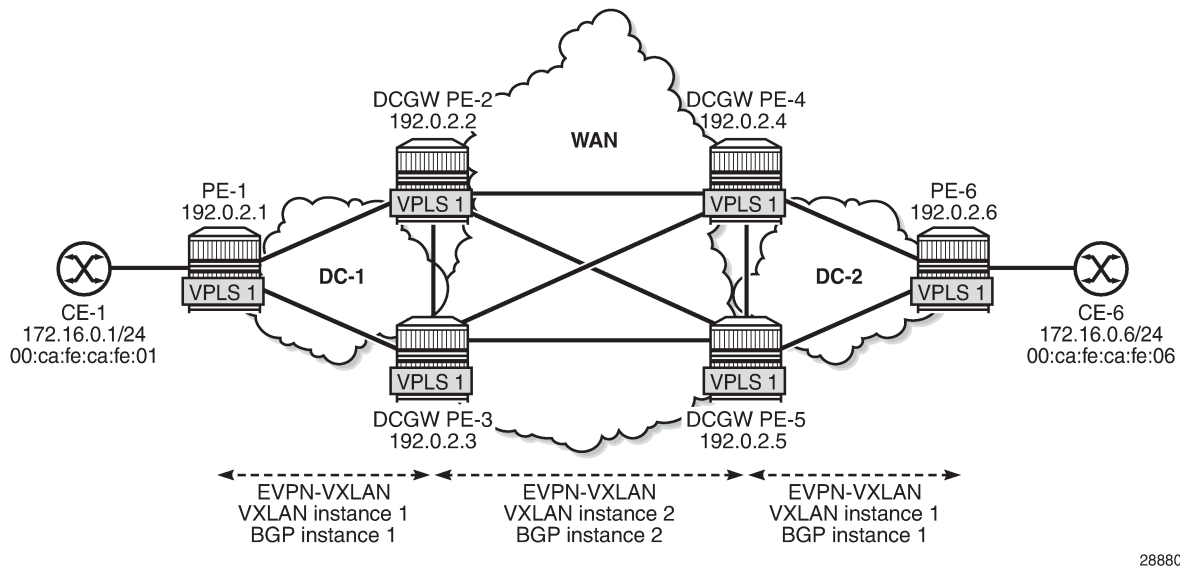 DCGW PE-2
192.0.2.2
DCGW PE-4
192.0.2.4
WAN
PE-1
192.0.2.1
VPLS 1
VPLS 1
PE-6
192.0.2.6
DC-1
DC-2
VPLS 1
VPLS 1
CE-1
172.16.0.1/24
00:ca:fe:ca:fe:01
CE-6
172.16.0.6/24
00:ca:fe:ca:fe:06
VPLS 1
VPLS 1
DCGW PE-3
192.0.2.3
DCGW PE-5
192.0.2.5
EVPN-VXLAN
VXLAN instance 1
BGP instance 1
EVPN-VXLAN
VXLAN instance 2
BGP instance 2
EVPN-VXLAN
VXLAN instance 1
BGP instance 1
28880